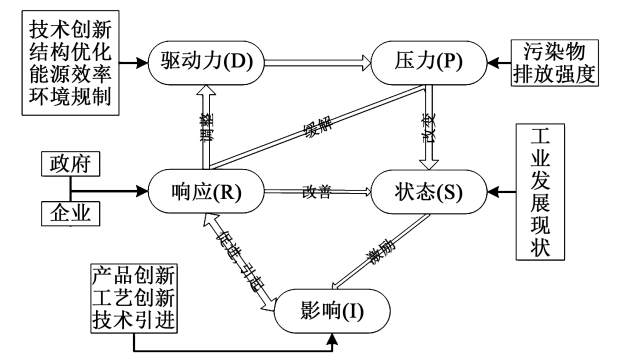 技术创新
结构优化
能源效率
环境规制
驱动力(D)
压力(P)
污染物
排放强度
调整
缓解
改变
政府
企业
响应(R)
改善
状态(S)
工业发展现状
促进,引起
激励
产品创新
工艺创新
技术引进
影响(I)